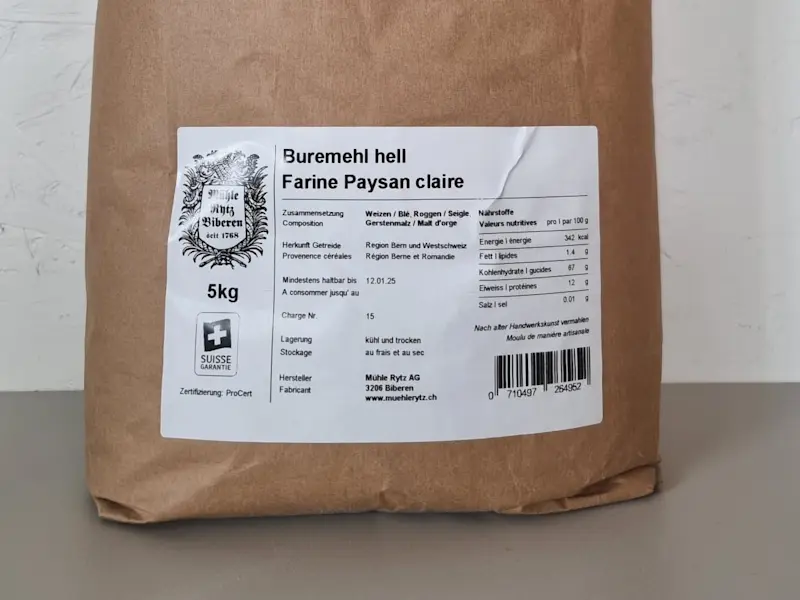 Mühle
Rytz
Biberen
seit 1768
5kg
SUISSE
GARANTIE
Zertifizierung: ProCert
Buremehl hell
Farine Paysan claire
Zusammensetzung Weizen / Blé, Roggen / Seigle,
Composition Gerstenmalz / Malt d'orge
Herkunft Getreide Region Bern und Westschweiz
Provenence céréales Région Berne et Romandie
Mindestens haltbar bis 12.01.25
A consommer jusqu' au
Charge Nr. 15
Lagerung kühl und trocken
Stockage au frais et au sec
Hersteller Mühle Rytz AG
Fabricant 3206 Biberen
www.muehlerytz.ch
Nährstoffe
Valeurs nutritives pro | par 100 g
Energie | énergie 342 kcal
Fett | lipides 1.4 g
Kohlenhydrate | gucides 67 g
Eiweiss | protéines 12 g
Salz | sel 0.01 g
Nach alter Handwerkskunst vermahlen
Moulu de manière artisanale
0 710497 264952